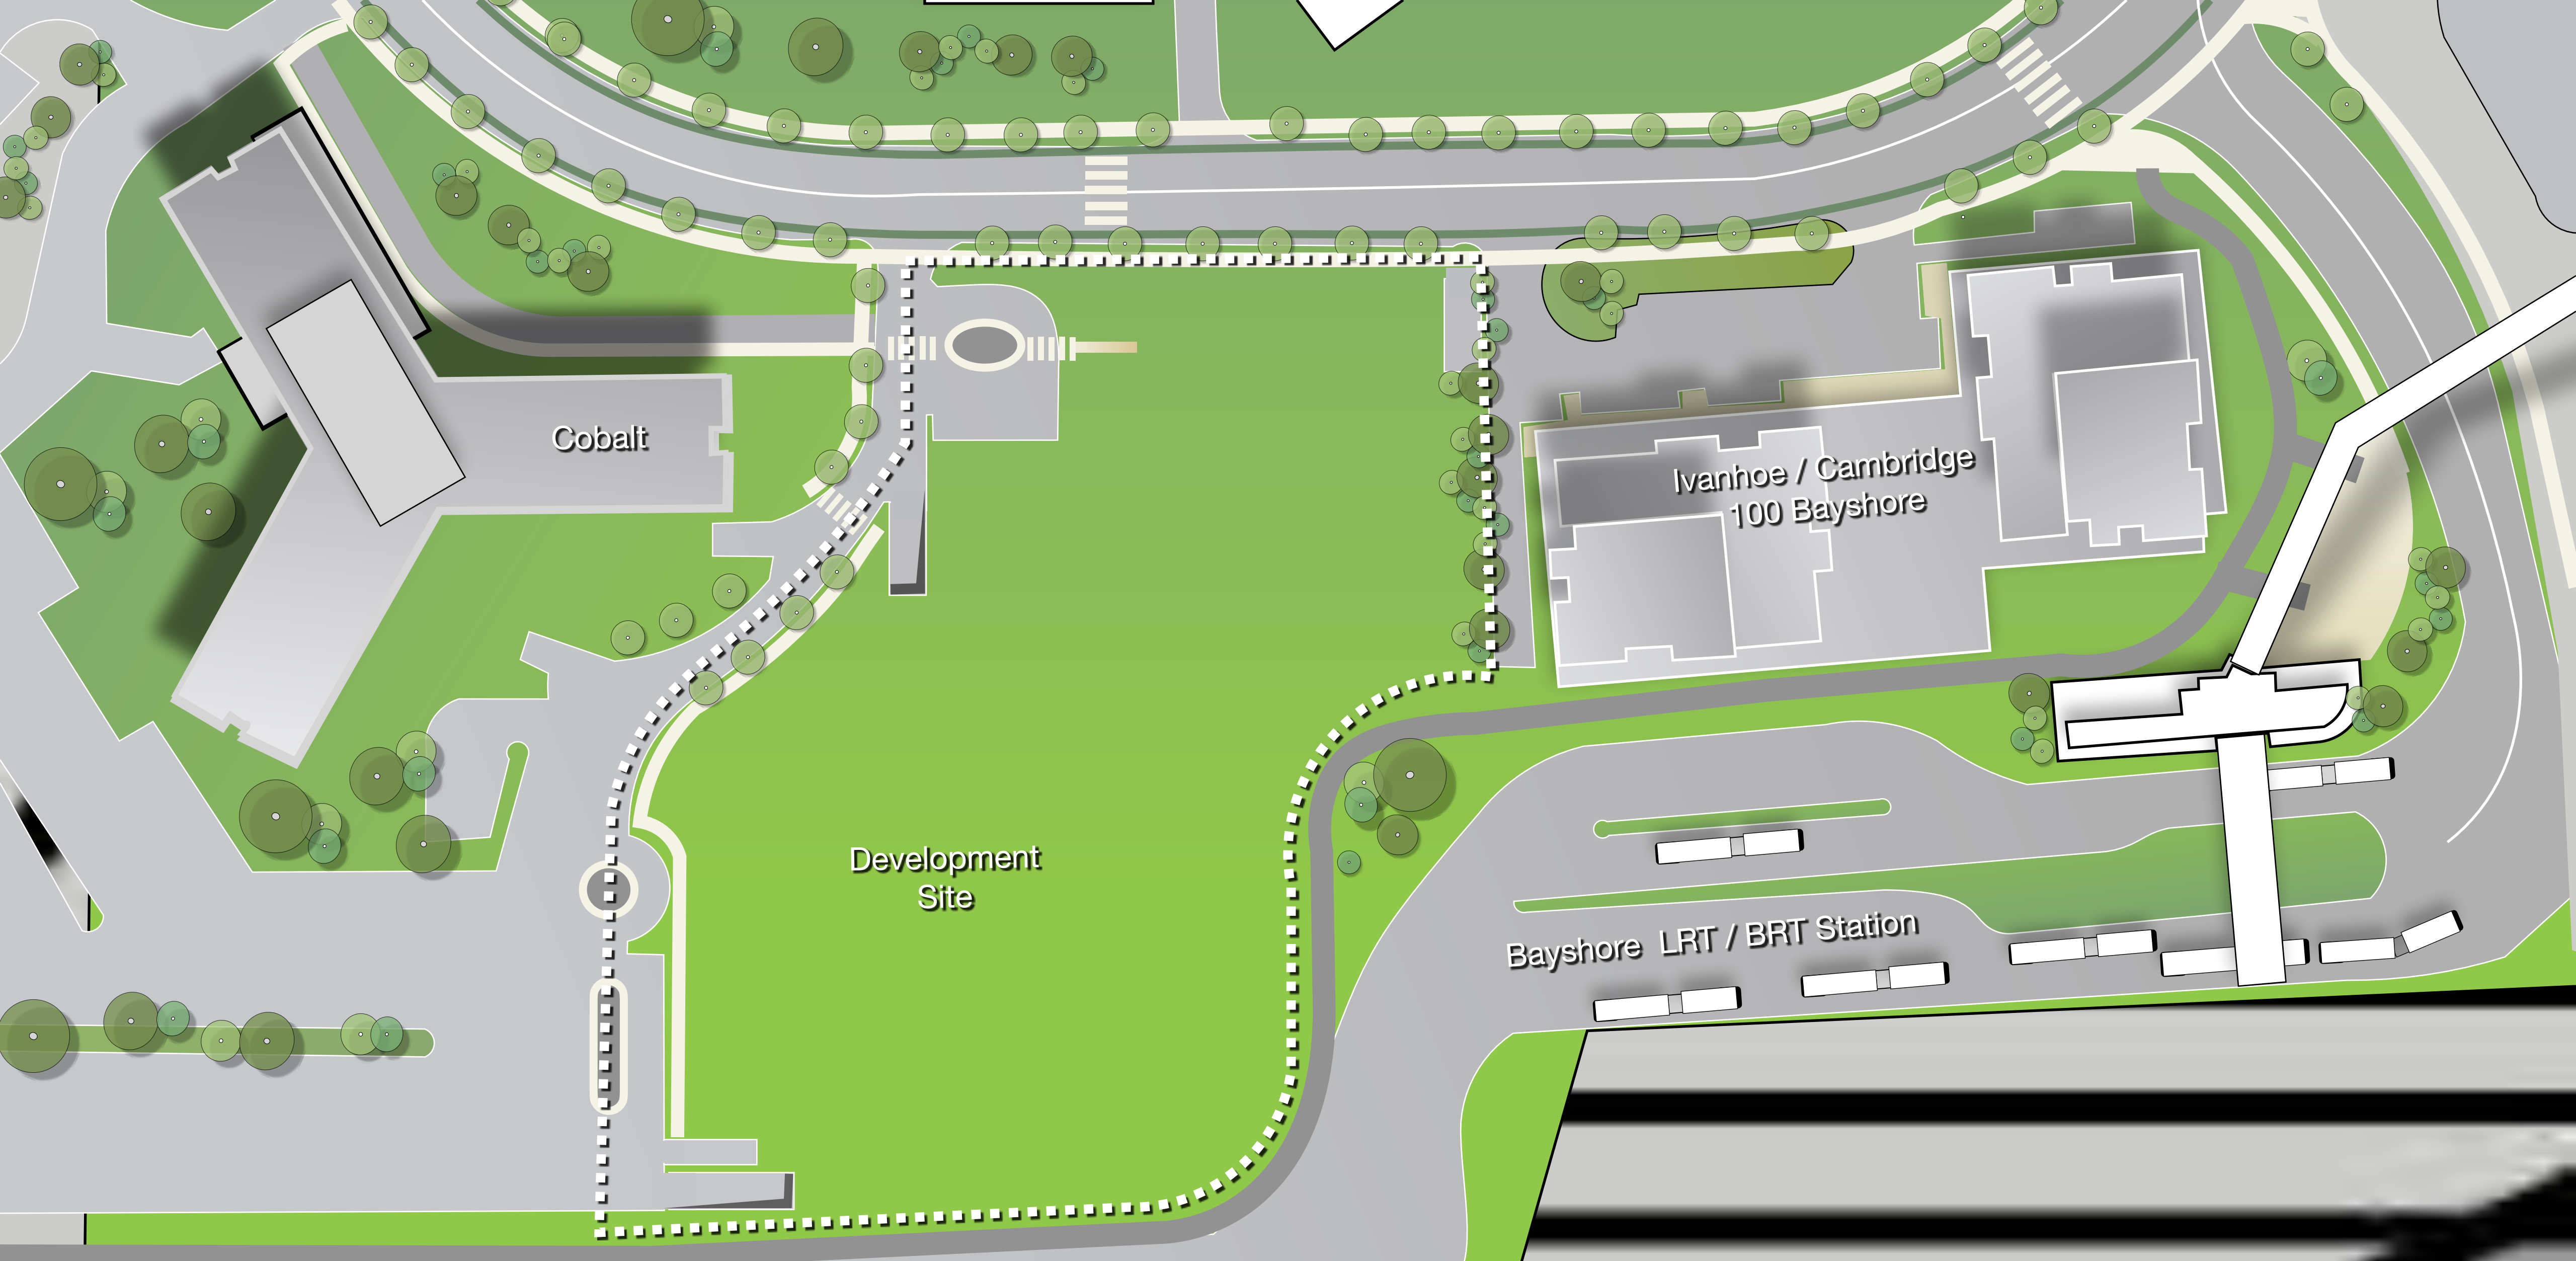 Cobalt
Ivanhoe / Cambridge
100 Bayshore
Development
Site
Bayshore LRT / BRT Station